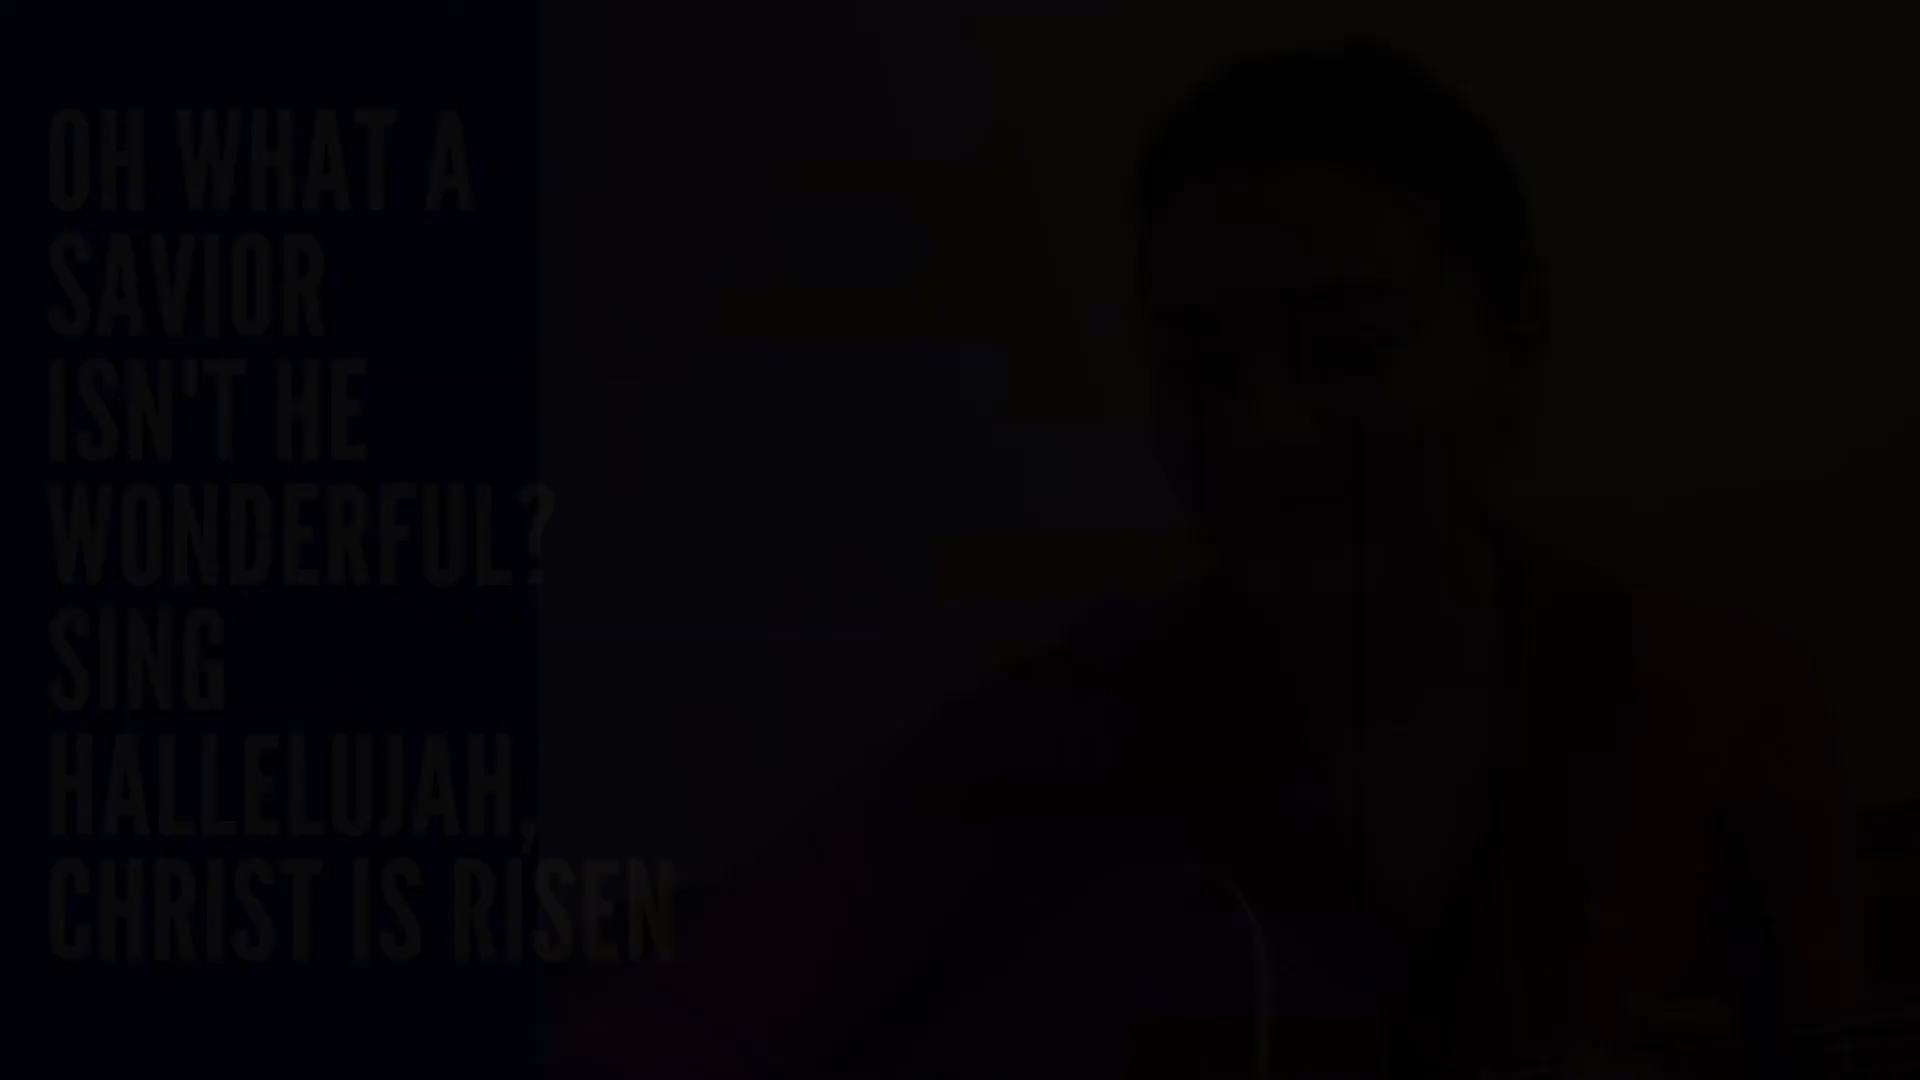 OH WHAT A
SAVIOR
ISN'T HE
WONDERFUL?
SING
HALLELUJAH,
CHRIST IS RISEN